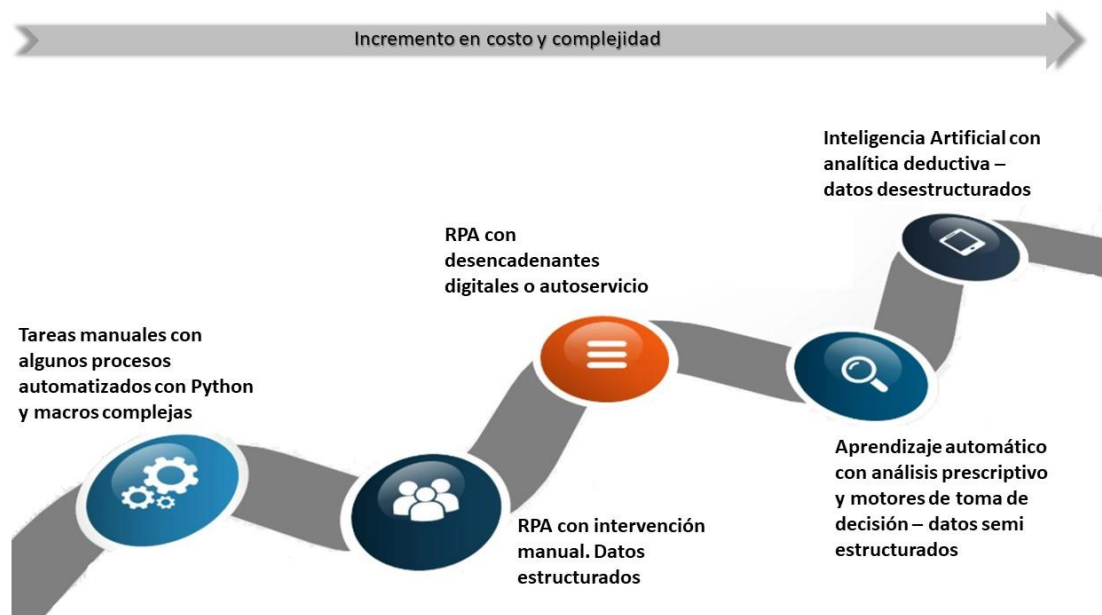 Incremento en costo y complejidad
Inteligencia Artificial con
analítica deductiva –
datos desestructurados
RPA con
desencadenantes
digitales o autoservicio
Tareas manuales con
algunos procesos
automatizados con Python
y macros complejas
Aprendizaje automático
con análisis prescriptivo
y motores de toma de
decisión – datos semi
estructurados
RPA con intervención
manual. Datos
estructurados